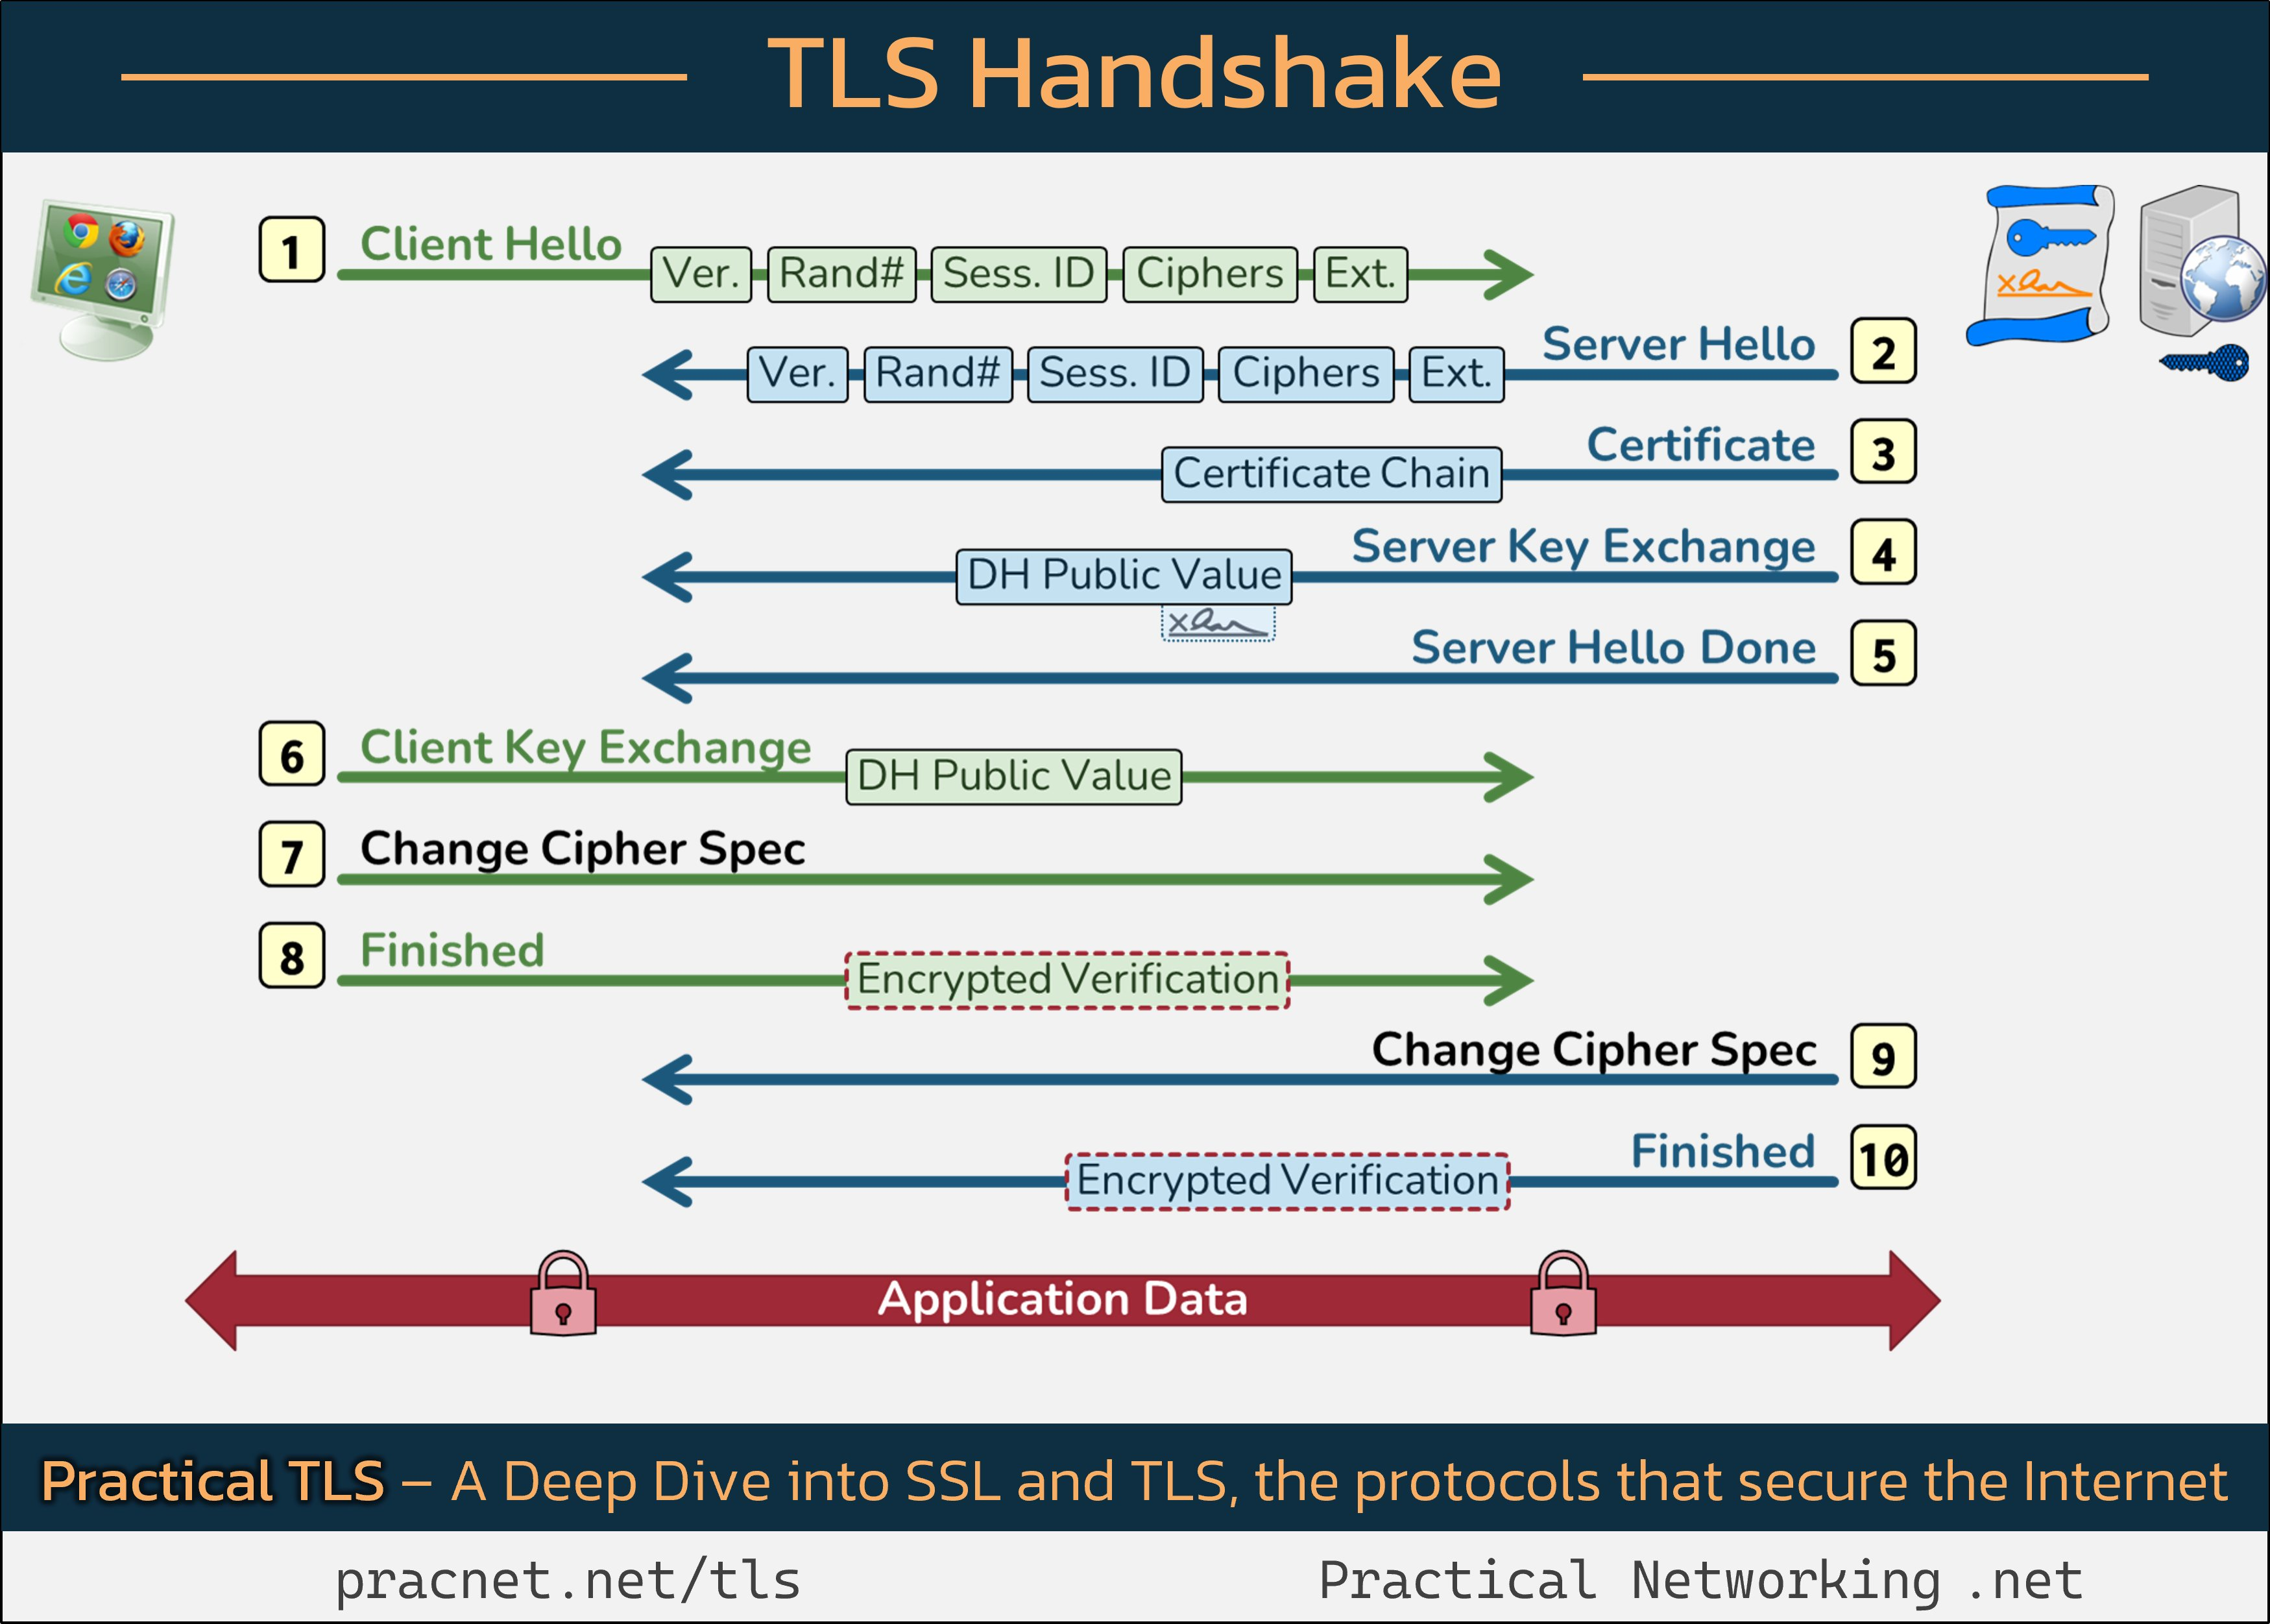 TLS Handshake
1 Client Hello
Ver. Rand# Sess. ID Ciphers Ext.
Server Hello 2
Ver. Rand# Sess. ID Ciphers Ext.
Certificate 3
Certificate Chain
Server Key Exchange 4
DH Public Value
Server Hello Done 5
6 Client Key Exchange
DH Public Value
7 Change Cipher Spec
8 Finished
Encrypted Verification
Change Cipher Spec 9
Finished 10
Encrypted Verification
Application Data
Practical TLS – A Deep Dive into SSL and TLS, the protocols that secure the Internet
pracnet.net/tls
Practical Networking .net